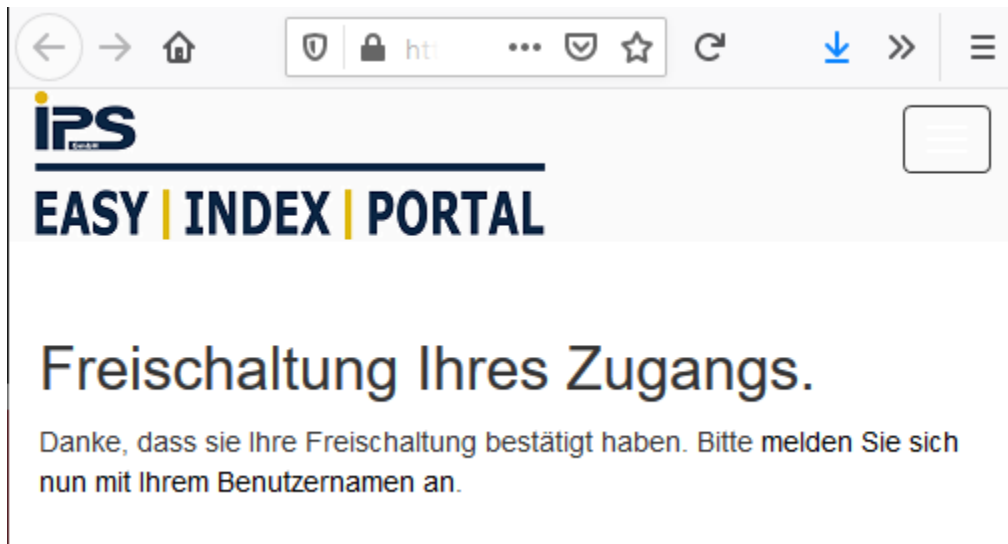 htt
iPS
GmbH
EASY | INDEX | PORTAL
Freischaltung Ihres Zugangs.
Danke, dass sie Ihre Freischaltung bestätigt haben. Bitte melden Sie sich
nun mit Ihrem Benutzernamen an.